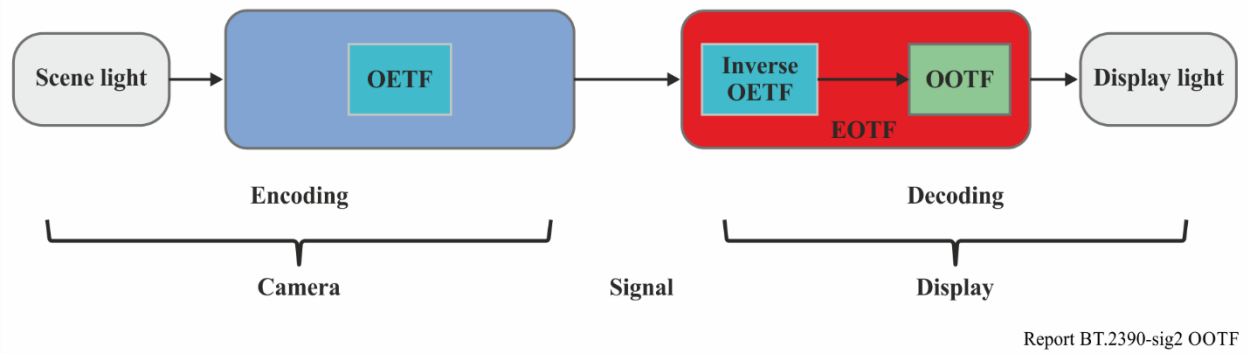 Scene light
OETF
Inverse
OETF
OOTF
EOTF
Display light
Encoding
Decoding
Camera
Signal
Display
Report BT.2390-sig2 OOTF